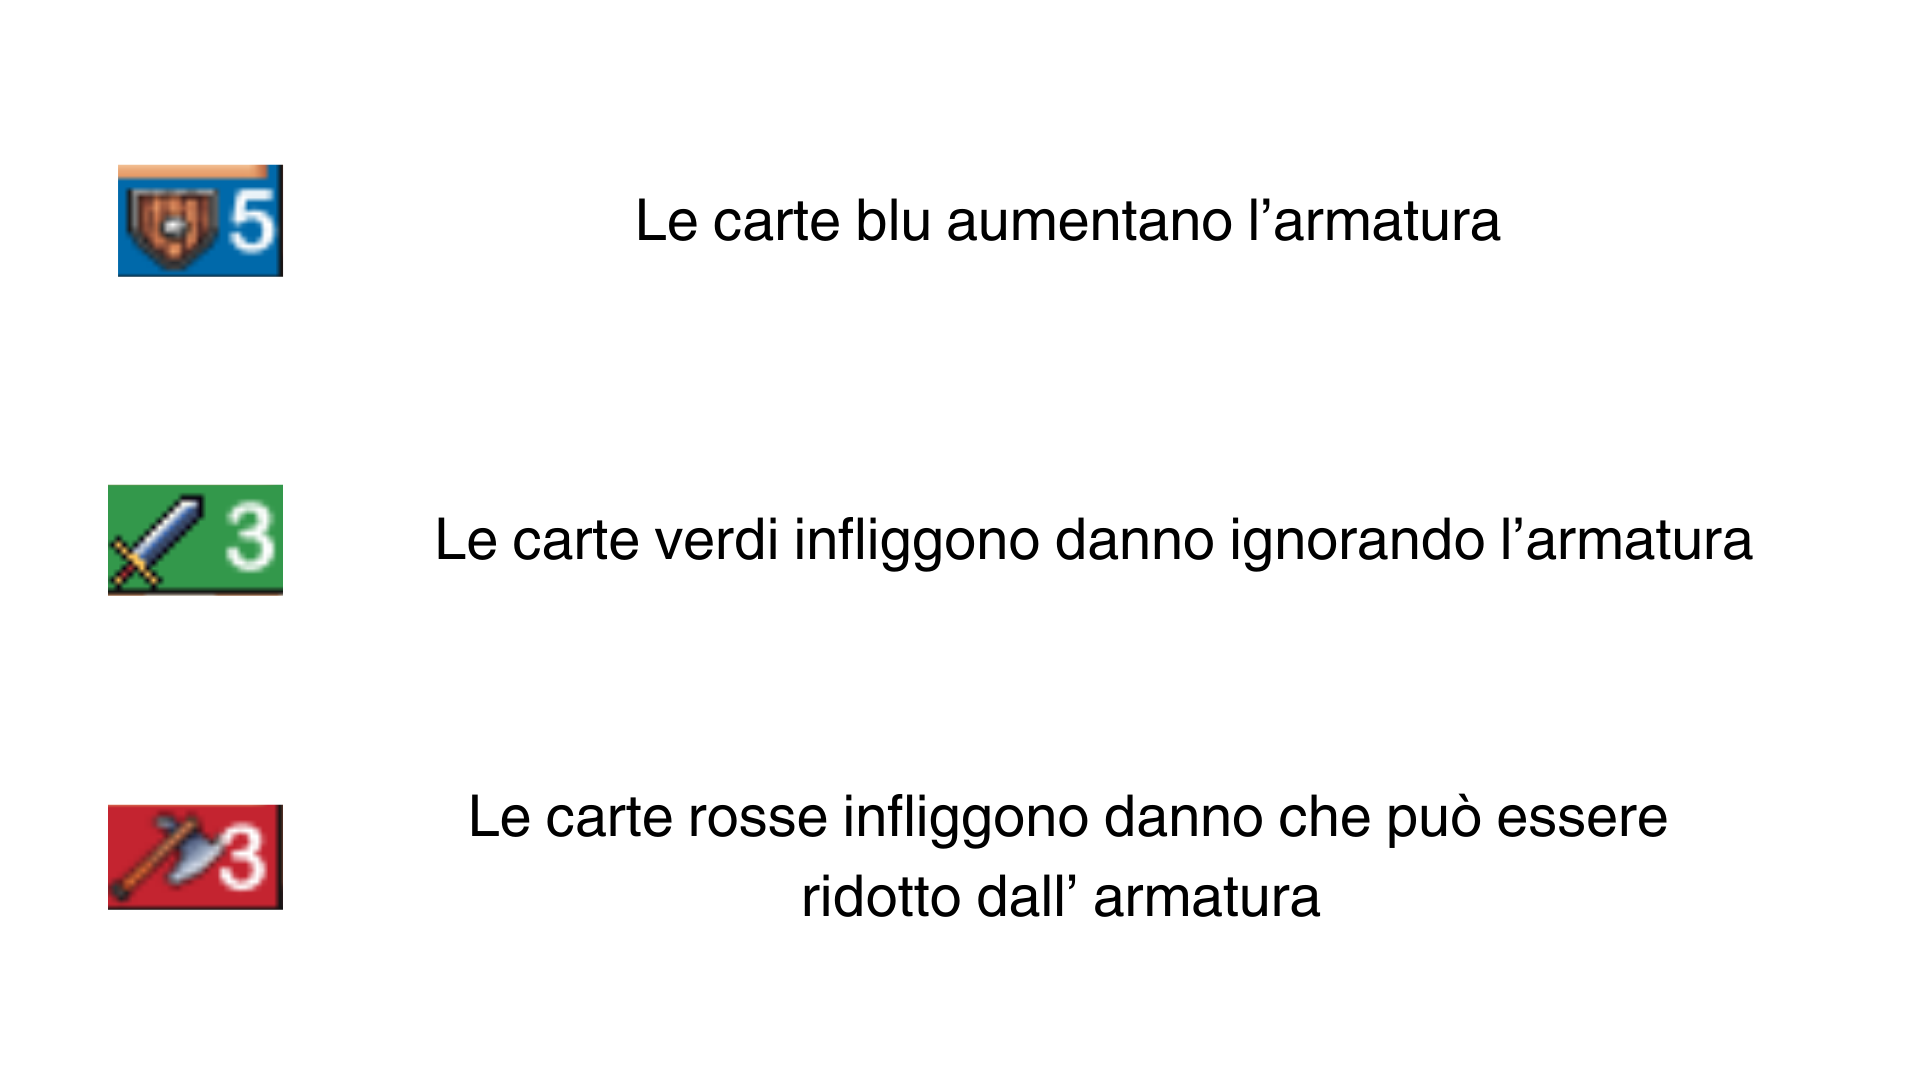 5
Le carte blu aumentano l’armatura
3
Le carte verdi infliggono danno ignorando l’armatura
3
Le carte rosse infliggono danno che può essere
ridotto dall’ armatura